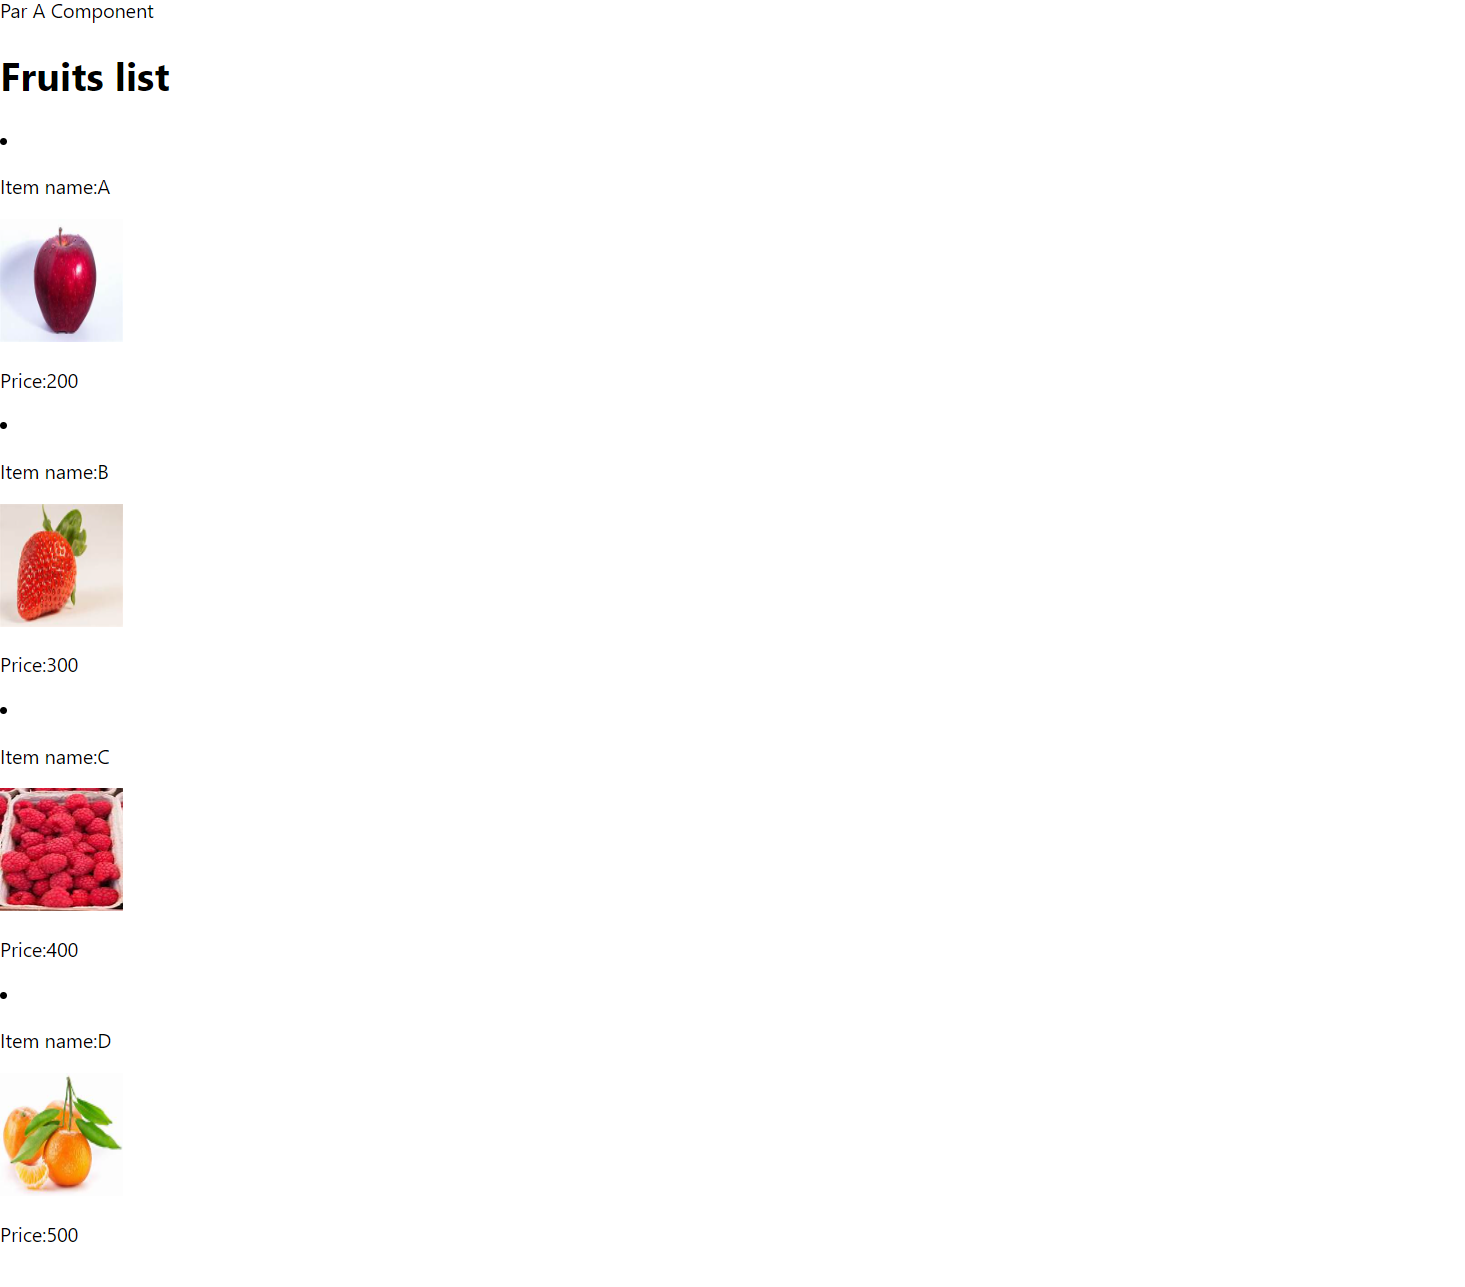 Par A Component
Fruits list
Item name:A
Price:200
Item name:B
Price:300
Item name:C
Price:400
Item name:D
Price:500